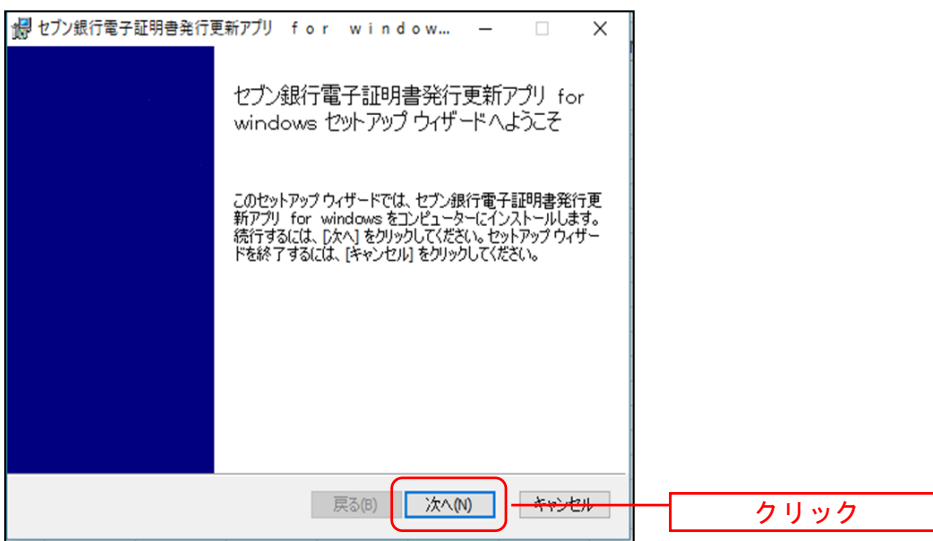 セブン銀行電子証明書発行更新アプリ ｆｏｒ ｗｉｎｄｏｗ...
セブン銀行電子証明書発行更新アプリ for
windows セットアップ ウィザードへようこそ
このセットアップ ウィザードでは、セブン銀行電子証明書発行更
新アプリ for windows をコンピューターにインストールします。
続行するには、[次へ] をクリックしてください。セットアップ ウィザー
ドを終了するには、[キャンセル] をクリックしてください。
戻る(B) 次へ(N) キャンセル クリック